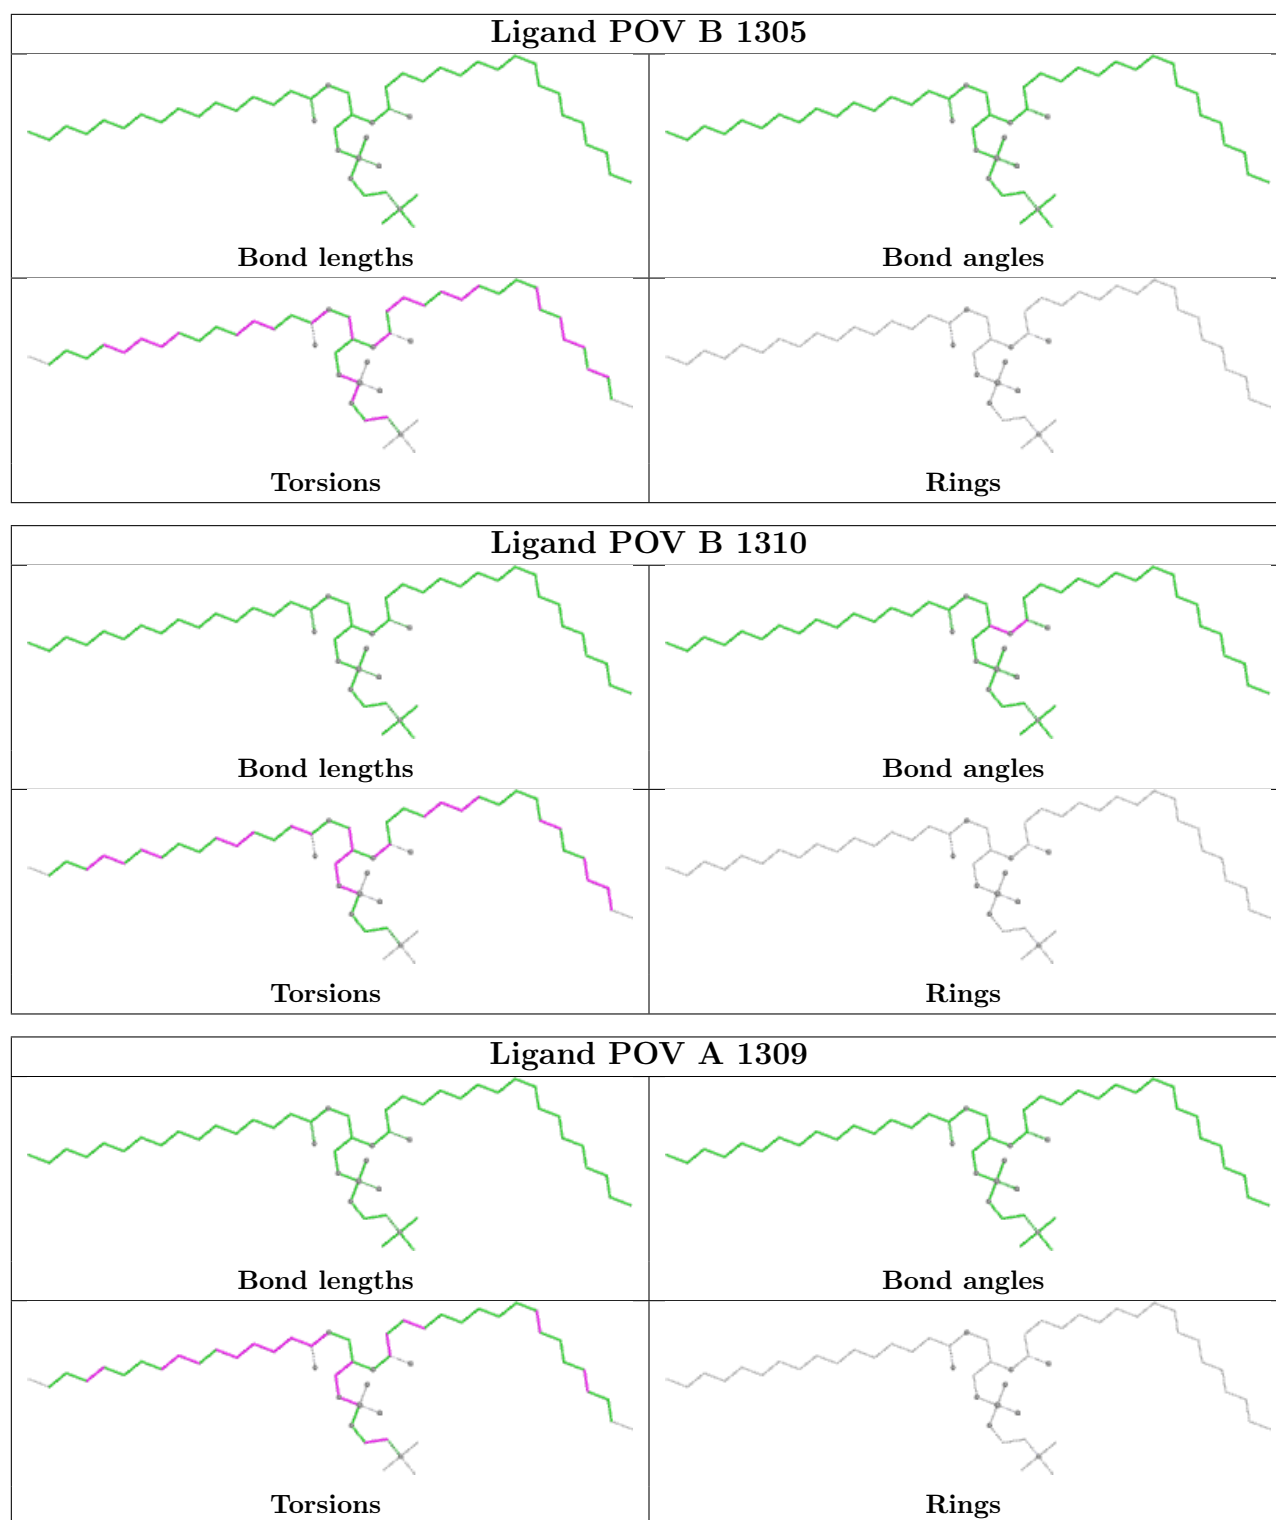 Ligand POV B 1305
Bond lengths
Bond angles
Torsions
Rings
Ligand POV B 1310
Bond lengths
Bond angles
Torsions
Rings
Ligand POV A 1309
Bond lengths
Bond angles
Torsions
Rings